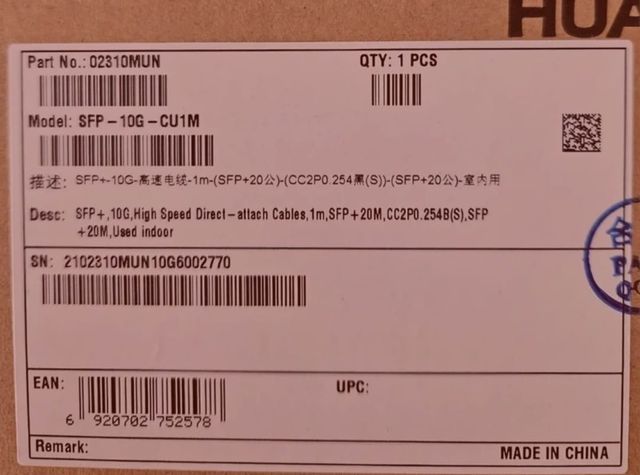 HUA
Part No.: 02310MUN
QTY: 1 PCS
Model: SFP-10G-CU1M
描述: SFP+-10G-高速电缆-1m-(SFP+20公)-(CC2P0.254黑(S))-(SFP+20公)-室内用
Desc: SFP+,10G,High Speed Direct-attach Cables,1m,SFP+20M,CC2P0.254B(S),SFP
+20M,Used indoor
SN: 2102310MUN10G6002770
EAN:
UPC:
6 920702 752578
Remark:
MADE IN CHINA